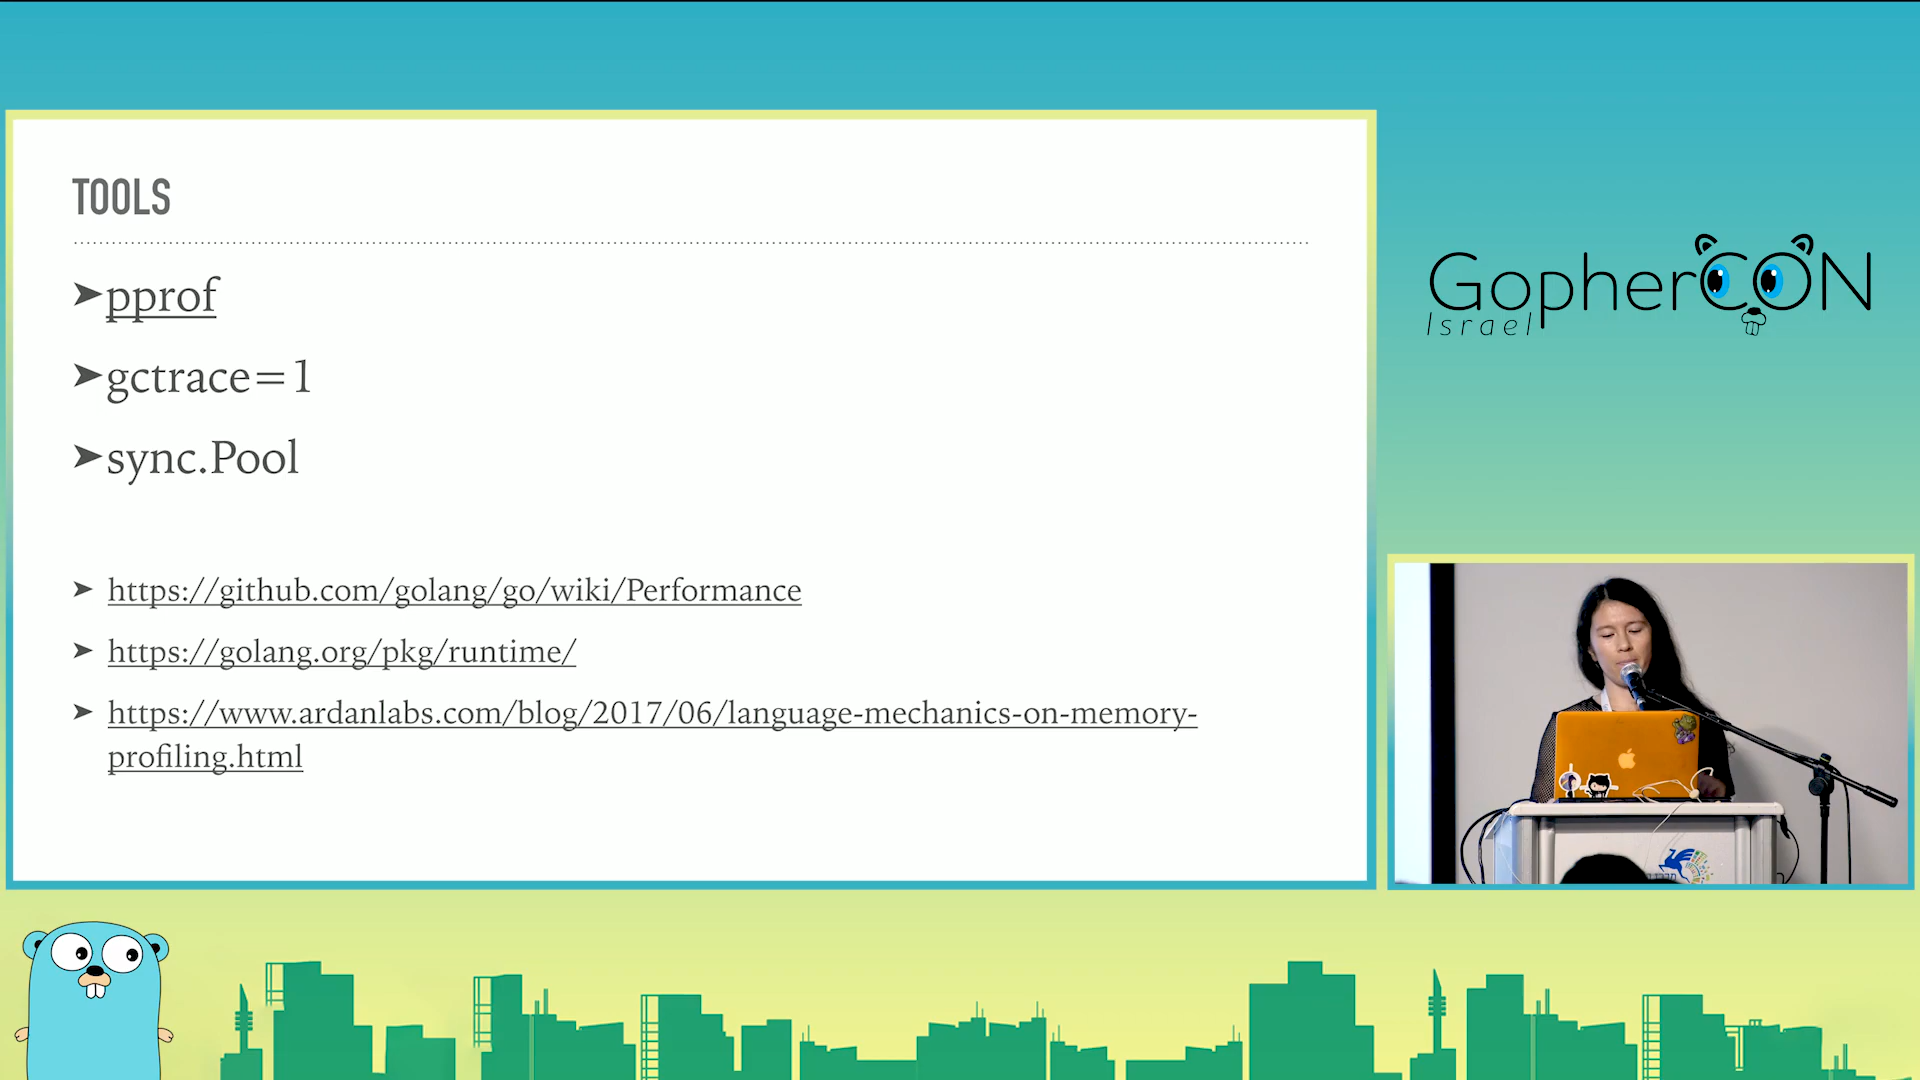 TOOLS
➤pprof
➤gctrace=1
➤sync.Pool
➤ https://github.com/golang/go/wiki/Performance
➤ https://golang.org/pkg/runtime/
➤ https://www.ardanlabs.com/blog/2017/06/language-mechanics-on-memory-
profiling.html
GopherCON
Israel